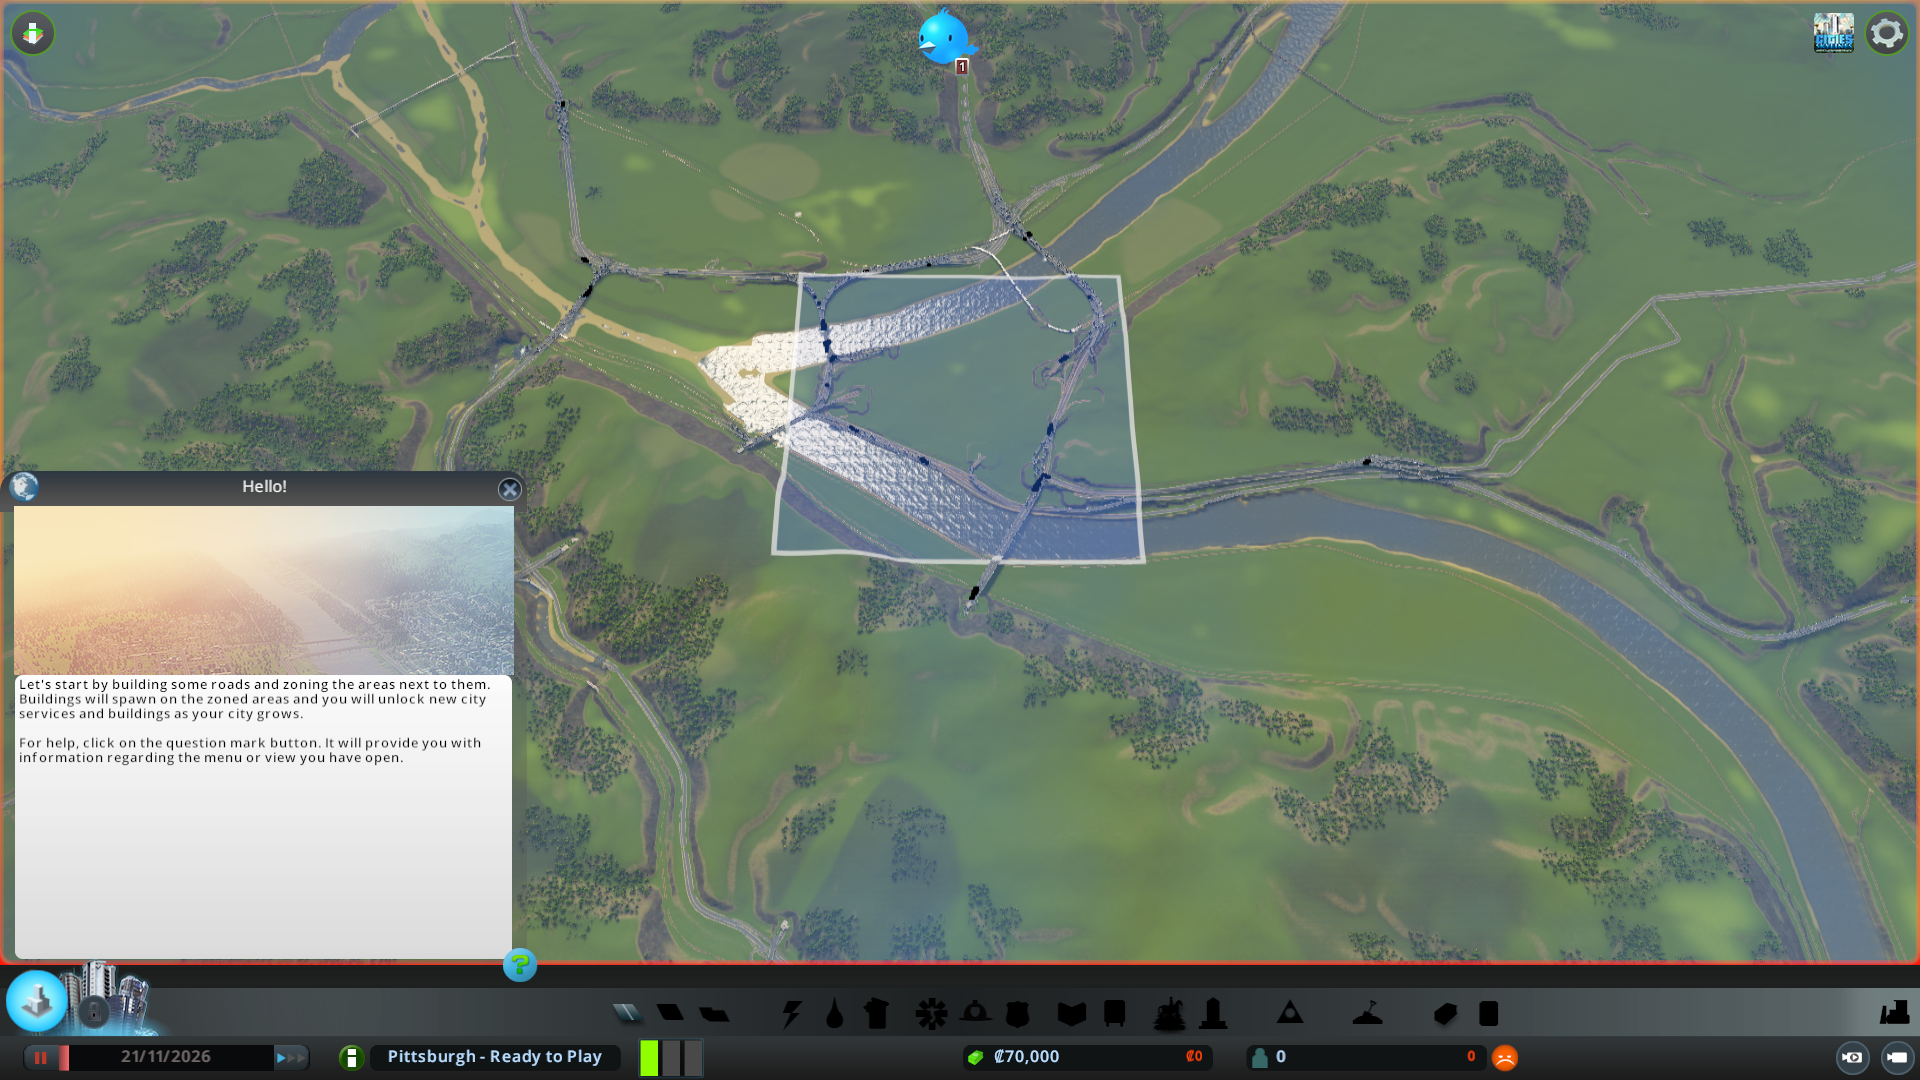 1
CITIES
Hello!
Let's start by building some roads and zoning the areas next to them.
Buildings will spawn on the zoned areas and you will unlock new city
services and buildings as your city grows.
For help, click on the question mark button. It will provide you with
information regarding the menu or view you have open.
?
21/11/2026
Pittsburgh - Ready to Play
₡70,000
₡0
0
0